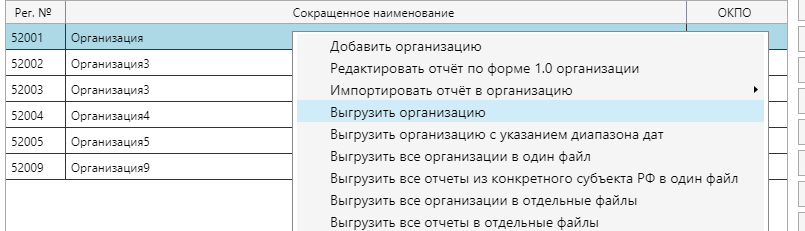 Рег. № Сокращенное наименование ОКПО
52001 Организация
52002 Организация3
52003 Организация3
52004 Организация4
52005 Организация5
52009 Организация9
Добавить организацию
Редактировать отчёт по форме 1.0 организации
Импортировать отчёт в организацию
Выгрузить организацию
Выгрузить организацию с указанием диапазона дат
Выгрузить все организации в один файл
Выгрузить все отчеты из конкретного субъекта РФ в один файл
Выгрузить все организации в отдельные файлы
Выгрузить все отчеты в отдельные файлы